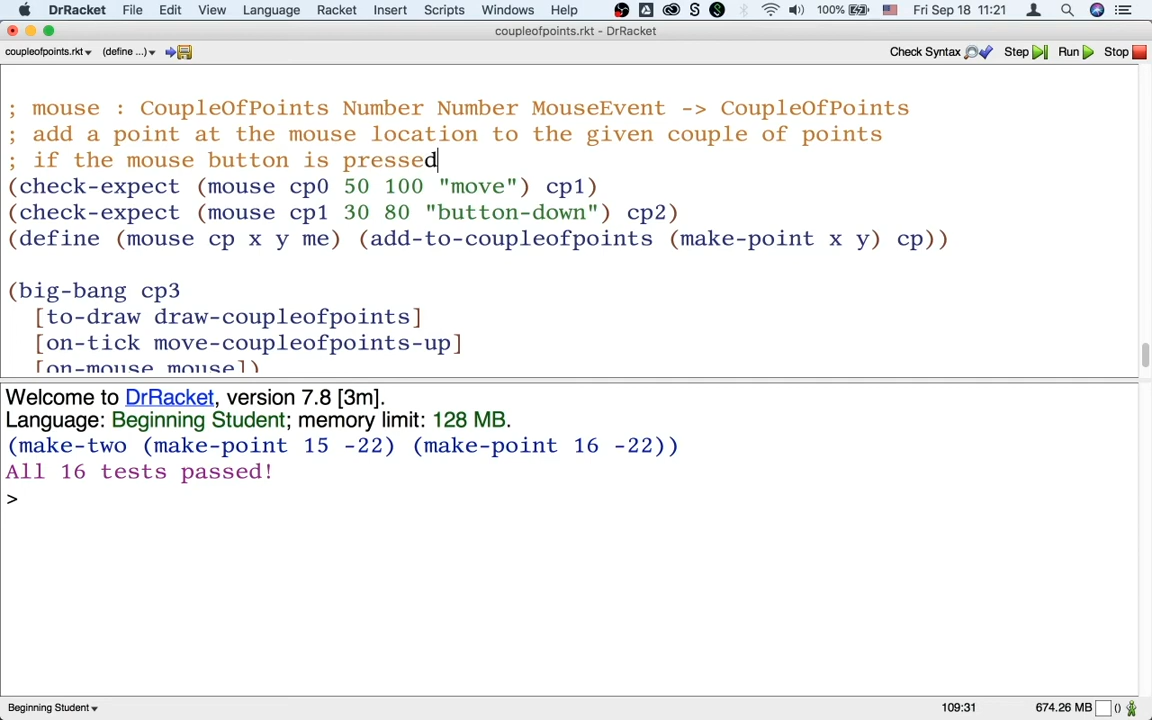 DrRacket File Edit View Language Racket Insert Scripts Windows Help 100% Fri Sep 18 11:21
coupleofpoints.rkt - DrRacket
coupleofpoints.rkt (define ...) Check Syntax Step Run Stop
; mouse : CoupleOfPoints Number Number MouseEvent -> CoupleOfPoints
; add a point at the mouse location to the given couple of points
; if the mouse button is pressed
(check-expect (mouse cp0 50 100 "move") cp1)
(check-expect (mouse cp1 30 80 "button-down") cp2)
(define (mouse cp x y me) (add-to-coupleofpoints (make-point x y) cp))
(big-bang cp3
[to-draw draw-coupleofpoints]
[on-tick move-coupleofpoints-up]
[on-mouse mouse])
Welcome to DrRacket, version 7.8 [3m].
Language: Beginning Student; memory limit: 128 MB.
(make-two (make-point 15 -22) (make-point 16 -22))
All 16 tests passed!
>
Beginning Student 109:31 674.26 MB ()